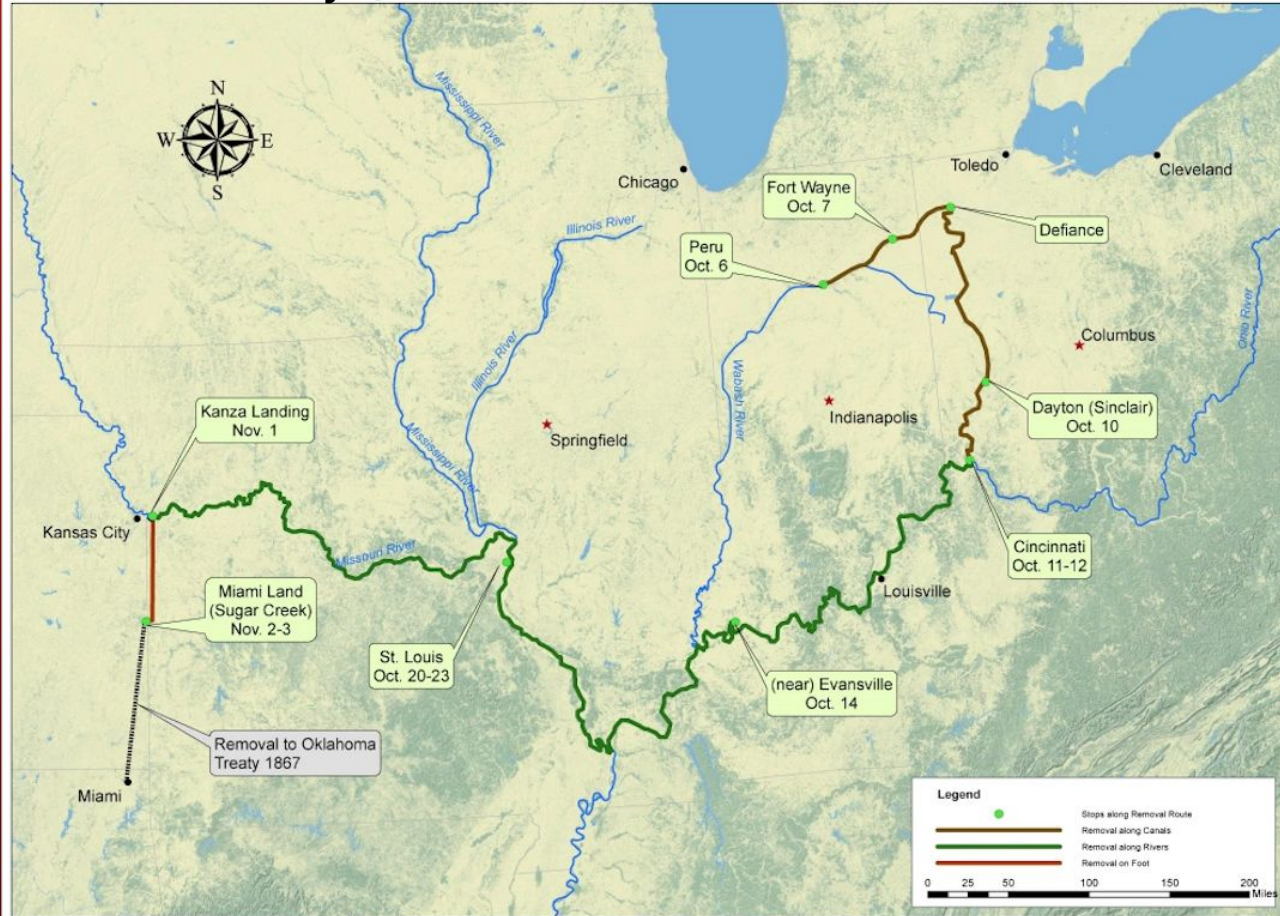 Mississippi River
N
W
E
S
Chicago
Toledo
Cleveland
Fort Wayne
Oct. 7
Defiance
Peru
Oct. 6
Illinois River
Ohio River
Columbus
Illinois River
Wabash River
Indianapolis
Dayton (Sinclair)
Oct. 10
Kanza Landing
Nov. 1
Springfield
Mississippi River
Kansas City
Missouri River
Cincinnati
Oct. 11-12
Louisville
Miami Land
(Sugar Creek)
Nov. 2-3
St. Louis
Oct. 20-23
(near) Evansville
Oct. 14
Removal to Oklahoma
Treaty 1867
Miami
Legend
Stops along Removal Route
Removal along Canals
Removal along Rivers
Removal on Foot
0 25 50 100 150 200
Miles